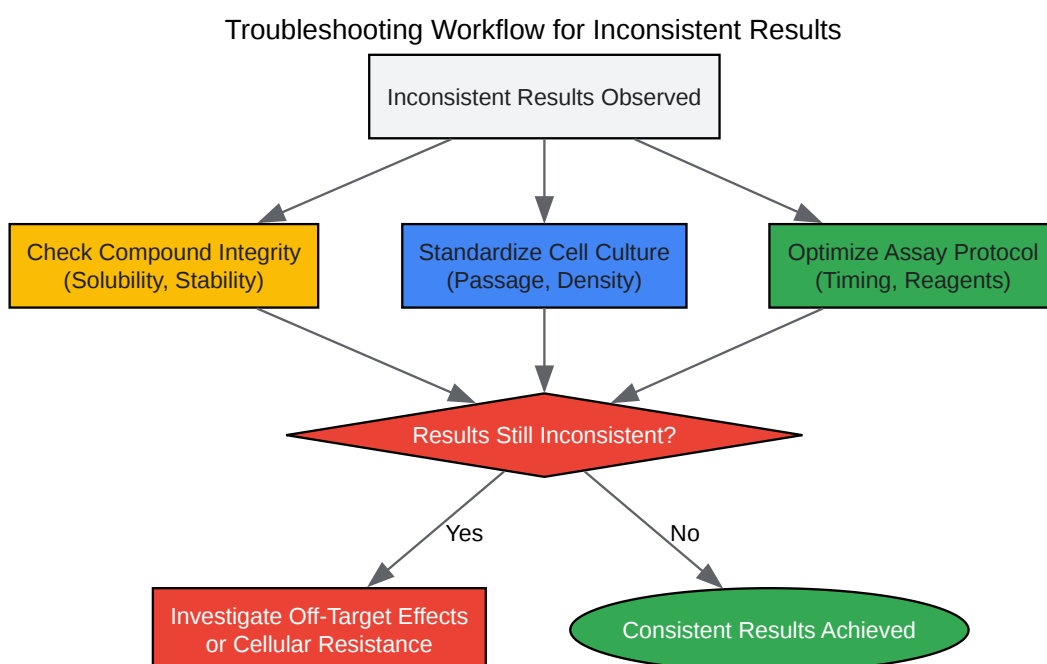 Troubleshooting Workflow for Inconsistent Results
Inconsistent Results Observed
Check Compound Integrity
(Solubility, Stability)
Standardize Cell Culture
(Passage, Density)
Optimize Assay Protocol
(Timing, Reagents)
Results Still Inconsistent?
Yes
No
Investigate Off-Target Effects
or Cellular Resistance
Consistent Results Achieved